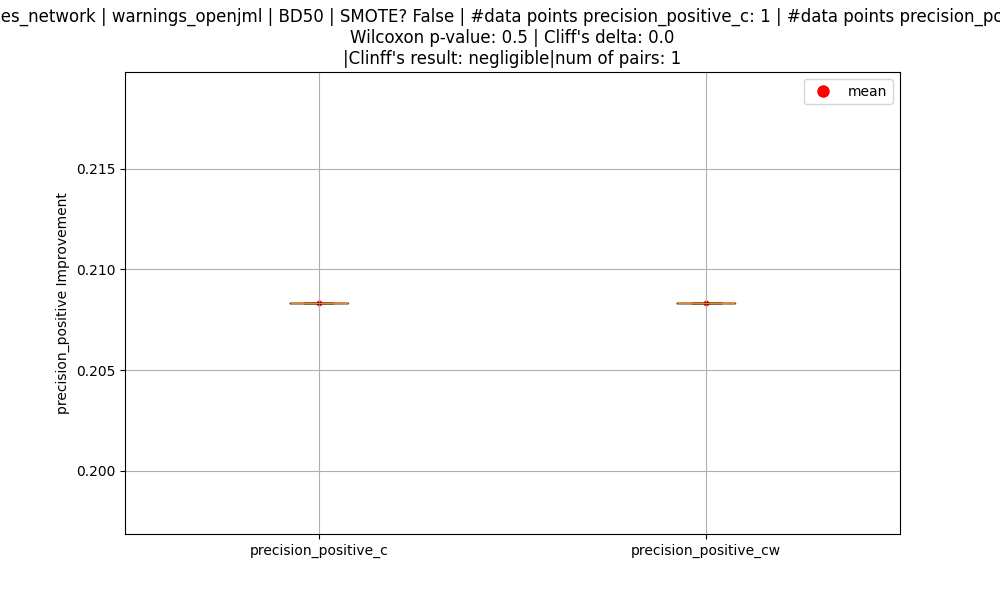 es_network | warnings_openjml | BD50 | SMOTE? False | #data points precision_positive_c: 1 | #data points precision_po
Wilcoxon p-value: 0.5 | Cliff's delta: 0.0
|Clinff's result: negligible|num of pairs: 1
mean
0.215
0.210
0.205
0.200
precision_positive Improvement
precision_positive_c
precision_positive_cw